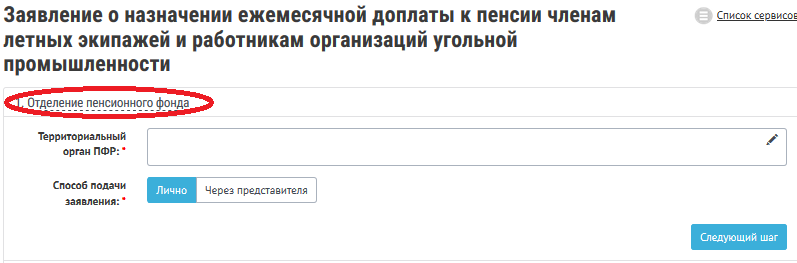 Заявление о назначении ежемесячной доплаты к пенсии членам
летных экипажей и работникам организаций угольной
промышленности
Список сервисов
Отделение пенсионного фонда
Территориальный
орган ПФР: *
Способ подачи
заявления: *
Лично
Через представителя
Следующий шаг